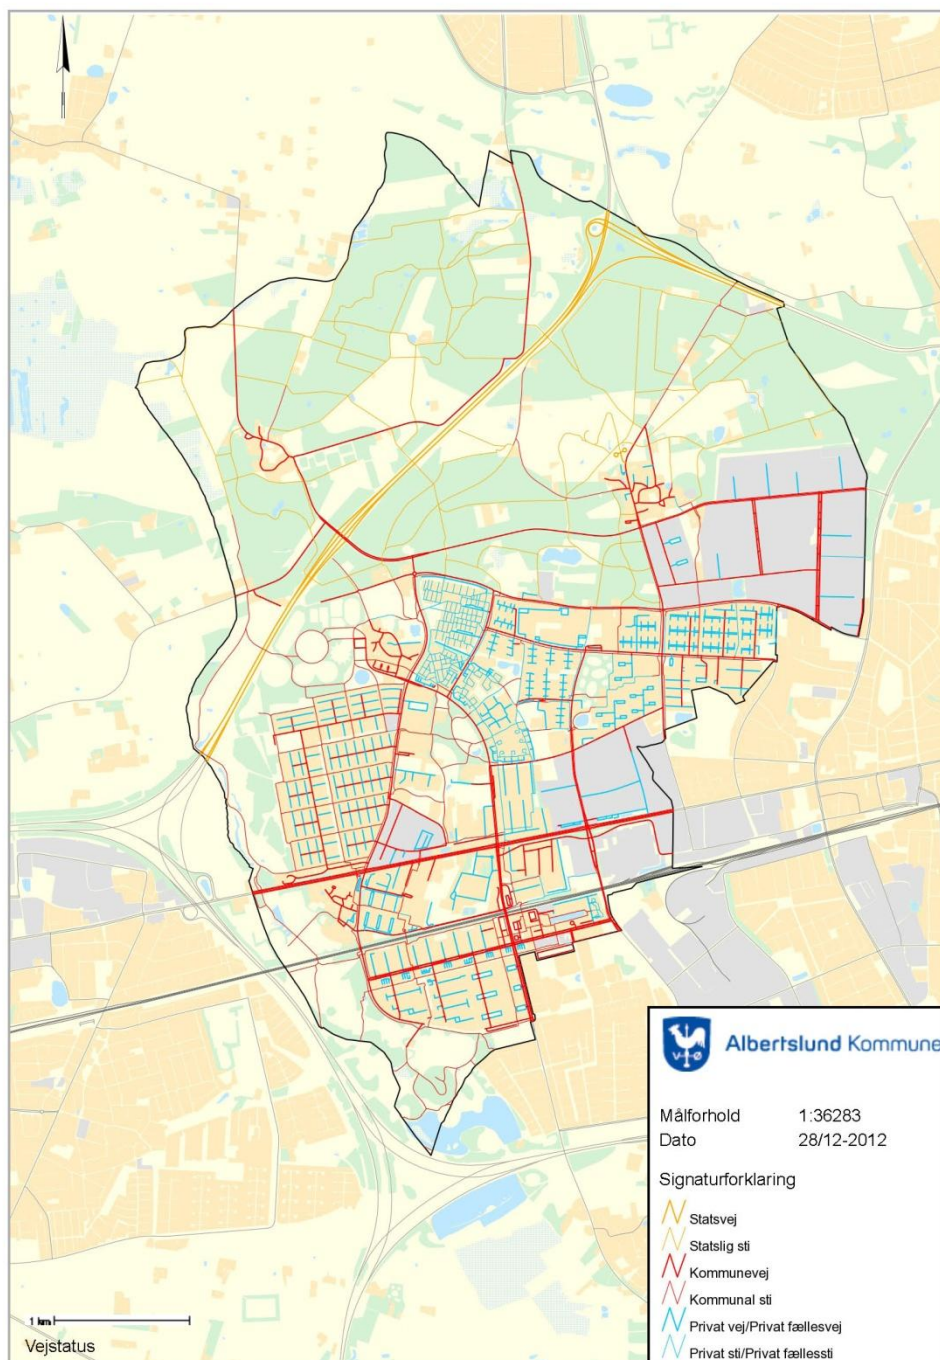 Albertslund Kommune
V Ø
Målforhold 1:36283
Dato 28/12-2012
Signaturforklaring
Statsvej
Statslig sti
Kommunevej
Kommunal sti
Privat vej/Privat fællesvej
Privat sti/Privat fællessti
1 km
Vejstatus